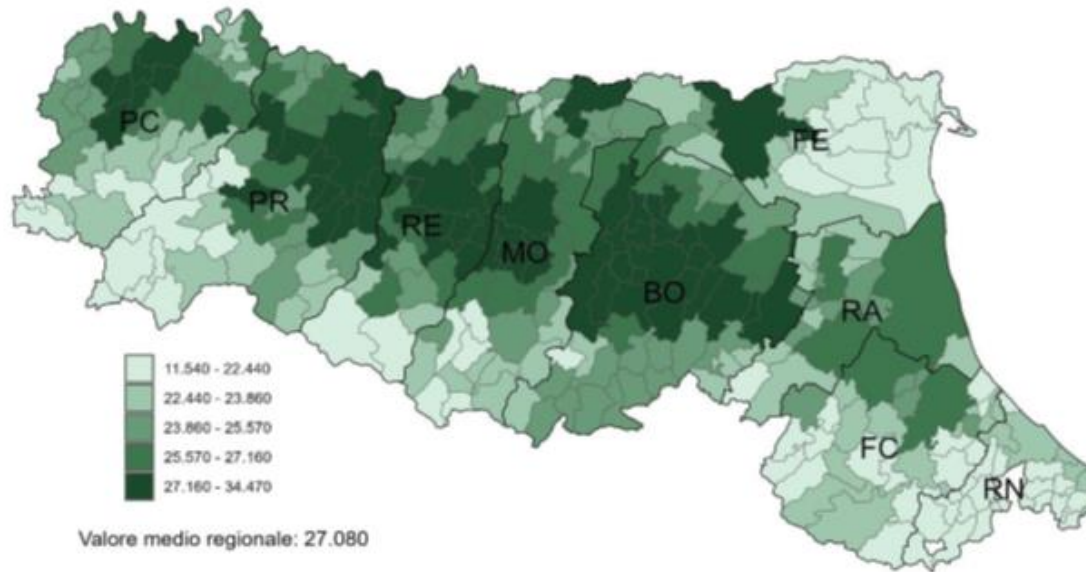 PC
FE
PR
RE
MO
BO
RA
FC
RN
11.540 - 22.440
22.440 - 23.860
23.860 - 25.570
25.570 - 27.160
27.160 - 34.470
Valore medio regionale: 27.080